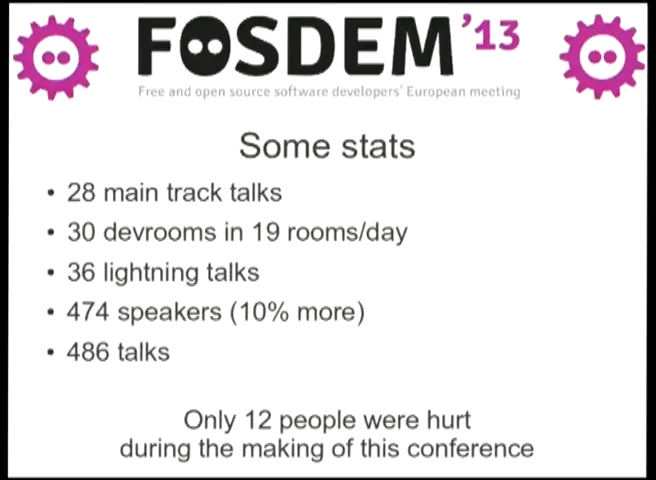 FOSDEM '13
Free and open source software developers' European meeting
Some stats
• 28 main track talks
• 30 devrooms in 19 rooms/day
• 36 lightning talks
• 474 speakers (10% more)
• 486 talks
Only 12 people were hurt
during the making of this conference